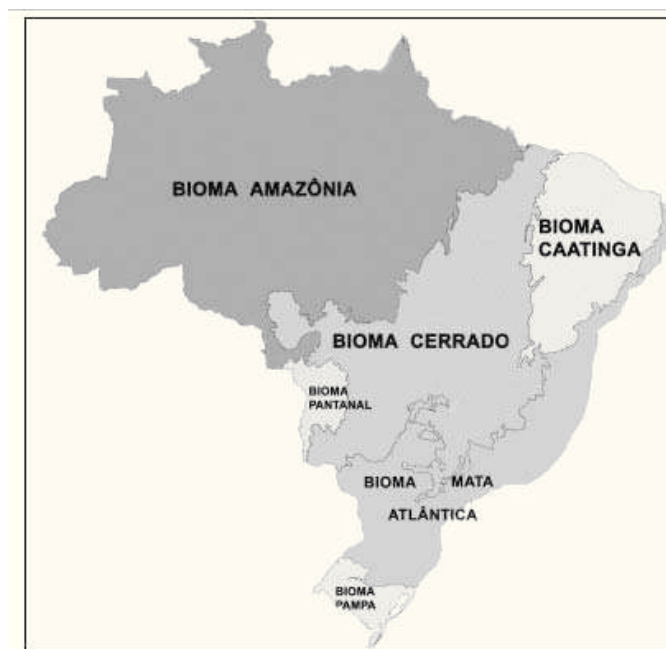 BIOMA AMAZÔNIA
BIOMA
CAATINGA
BIOMA CERRADO
BIOMA
PANTANAL
BIOMA MATA
ATLÂNTICA
BIOMA
PAMPA